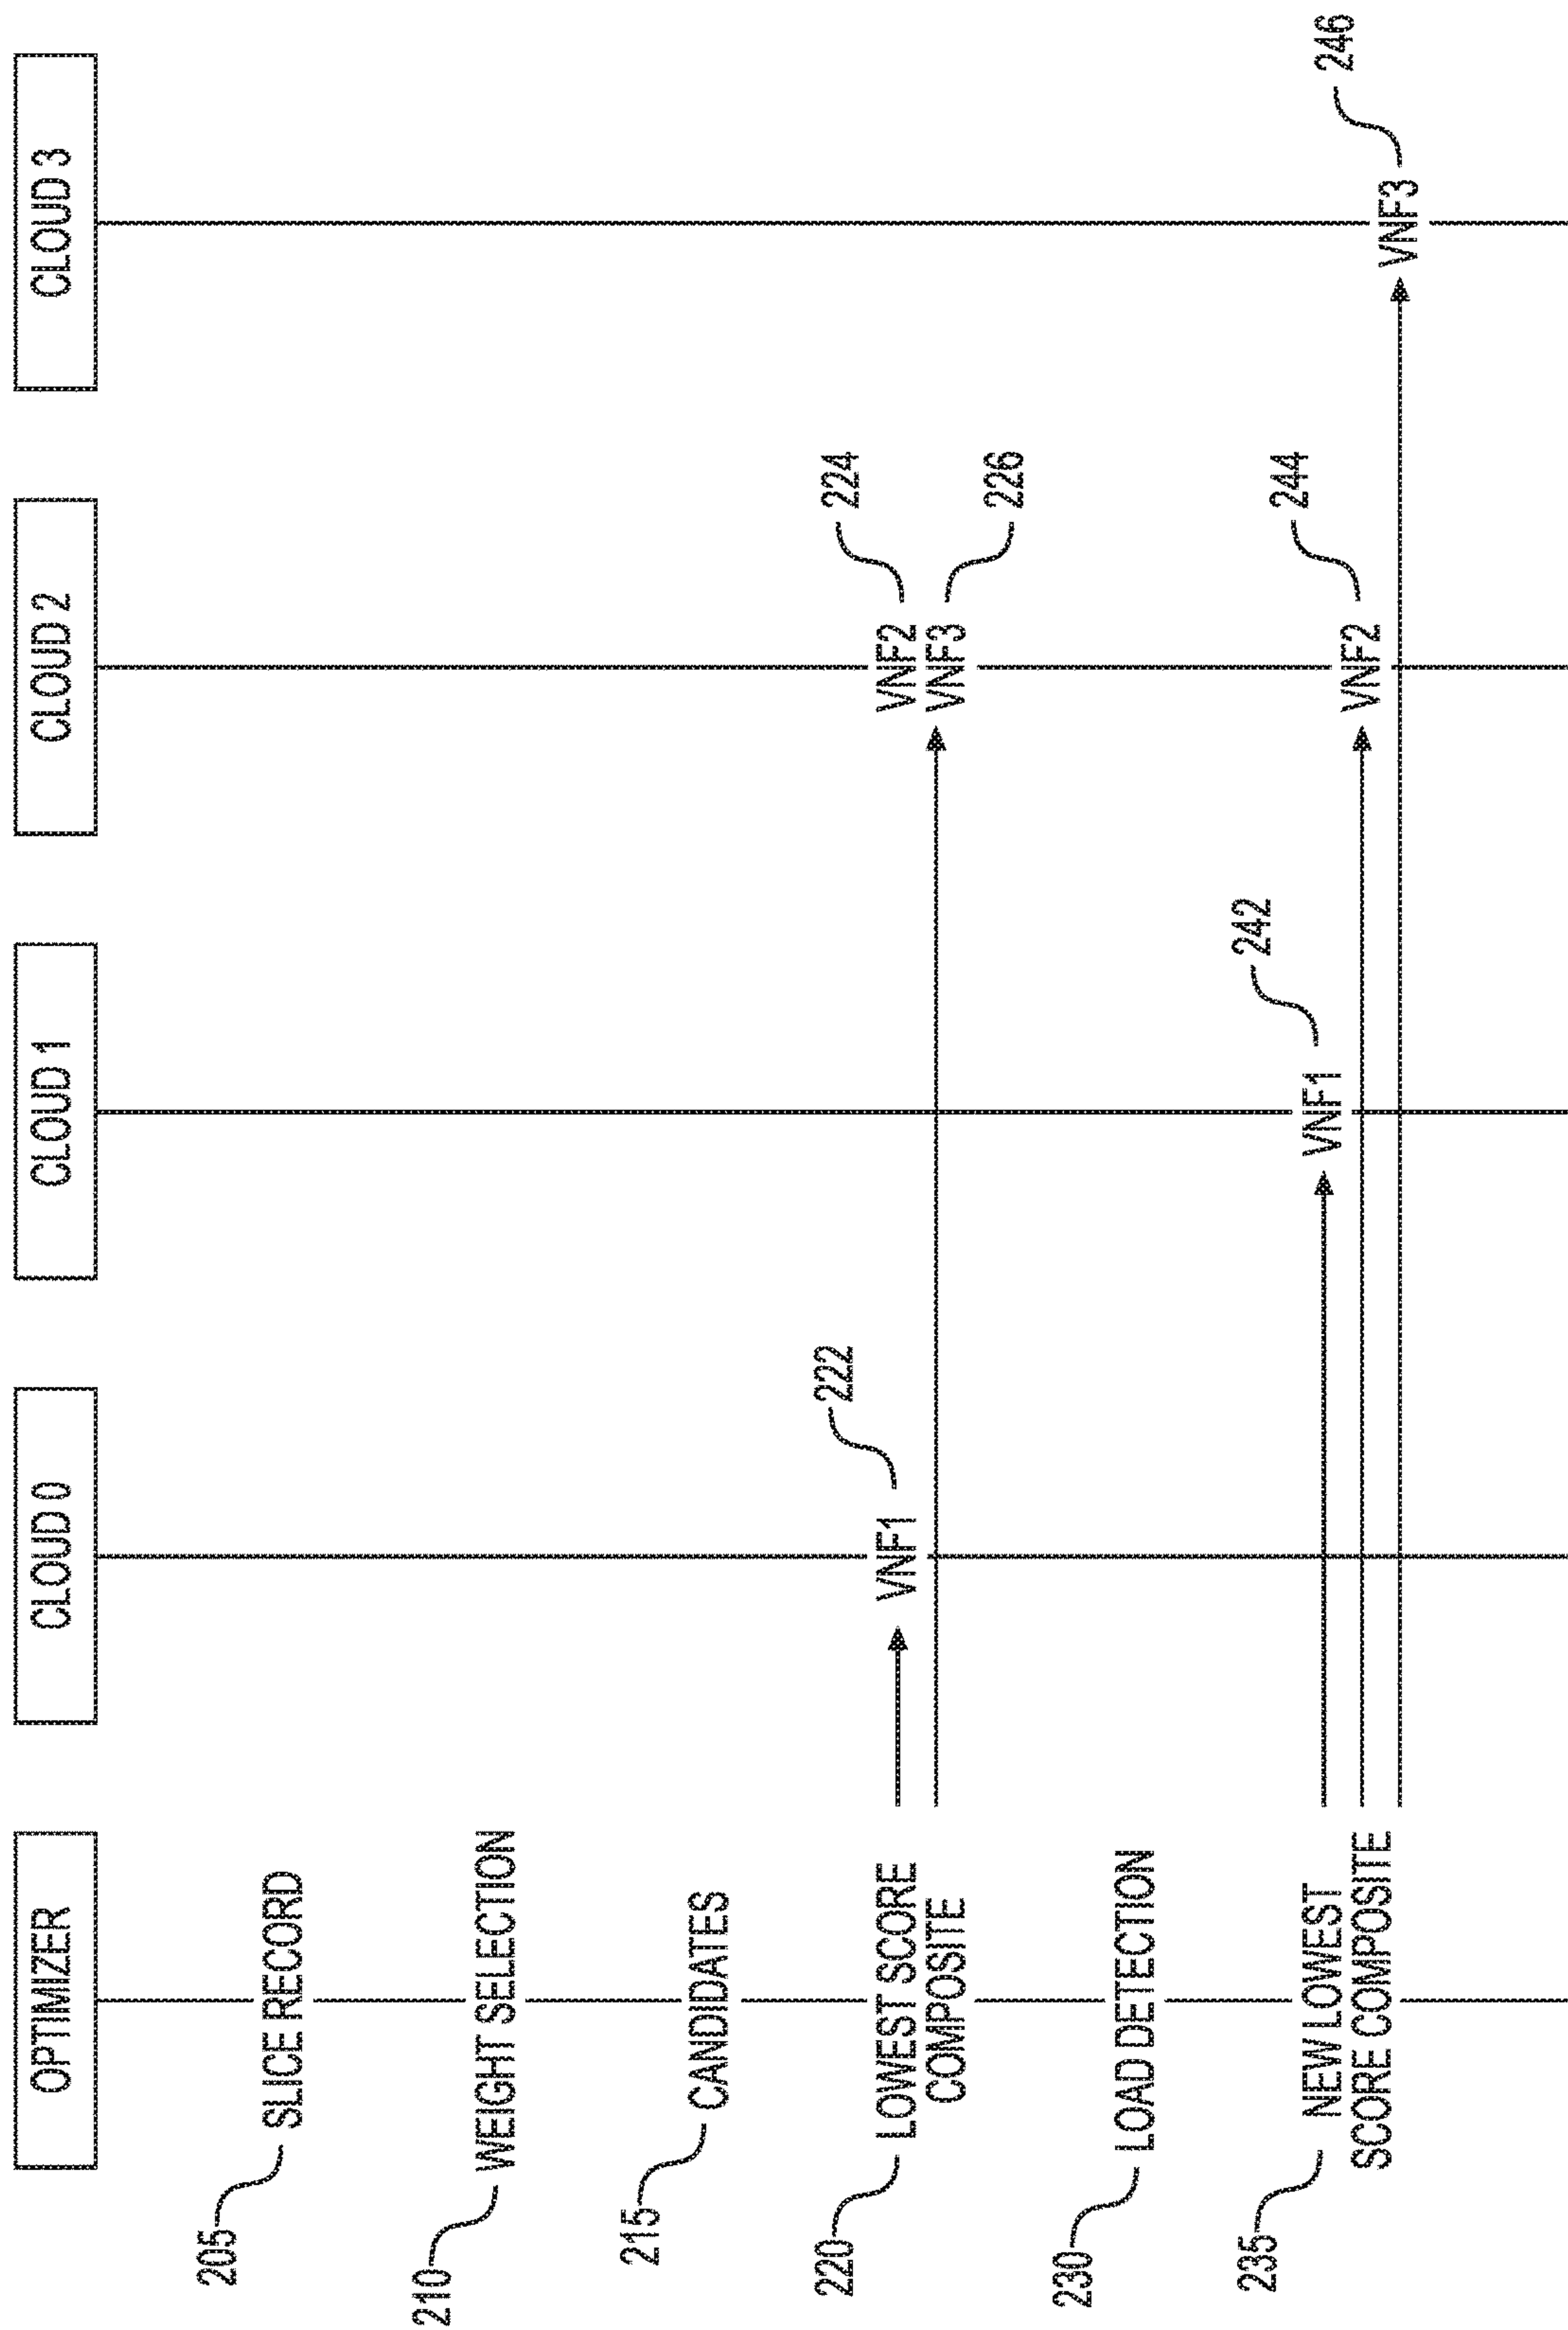 OPTIMIZER
CLOUD 0
CLOUD 1
CLOUD 2
CLOUD 3
205
SLICE RECORD
210
WEIGHT SELECTION
215
CANDIDATES
220
LOWEST SCORE
COMPOSITE
VNF1
222
VNF2
VNF3
224
226
230
LOAD DETECTION
235
NEW LOWEST
SCORE COMPOSITE
VNF1
242
VNF2
244
VNF3
246